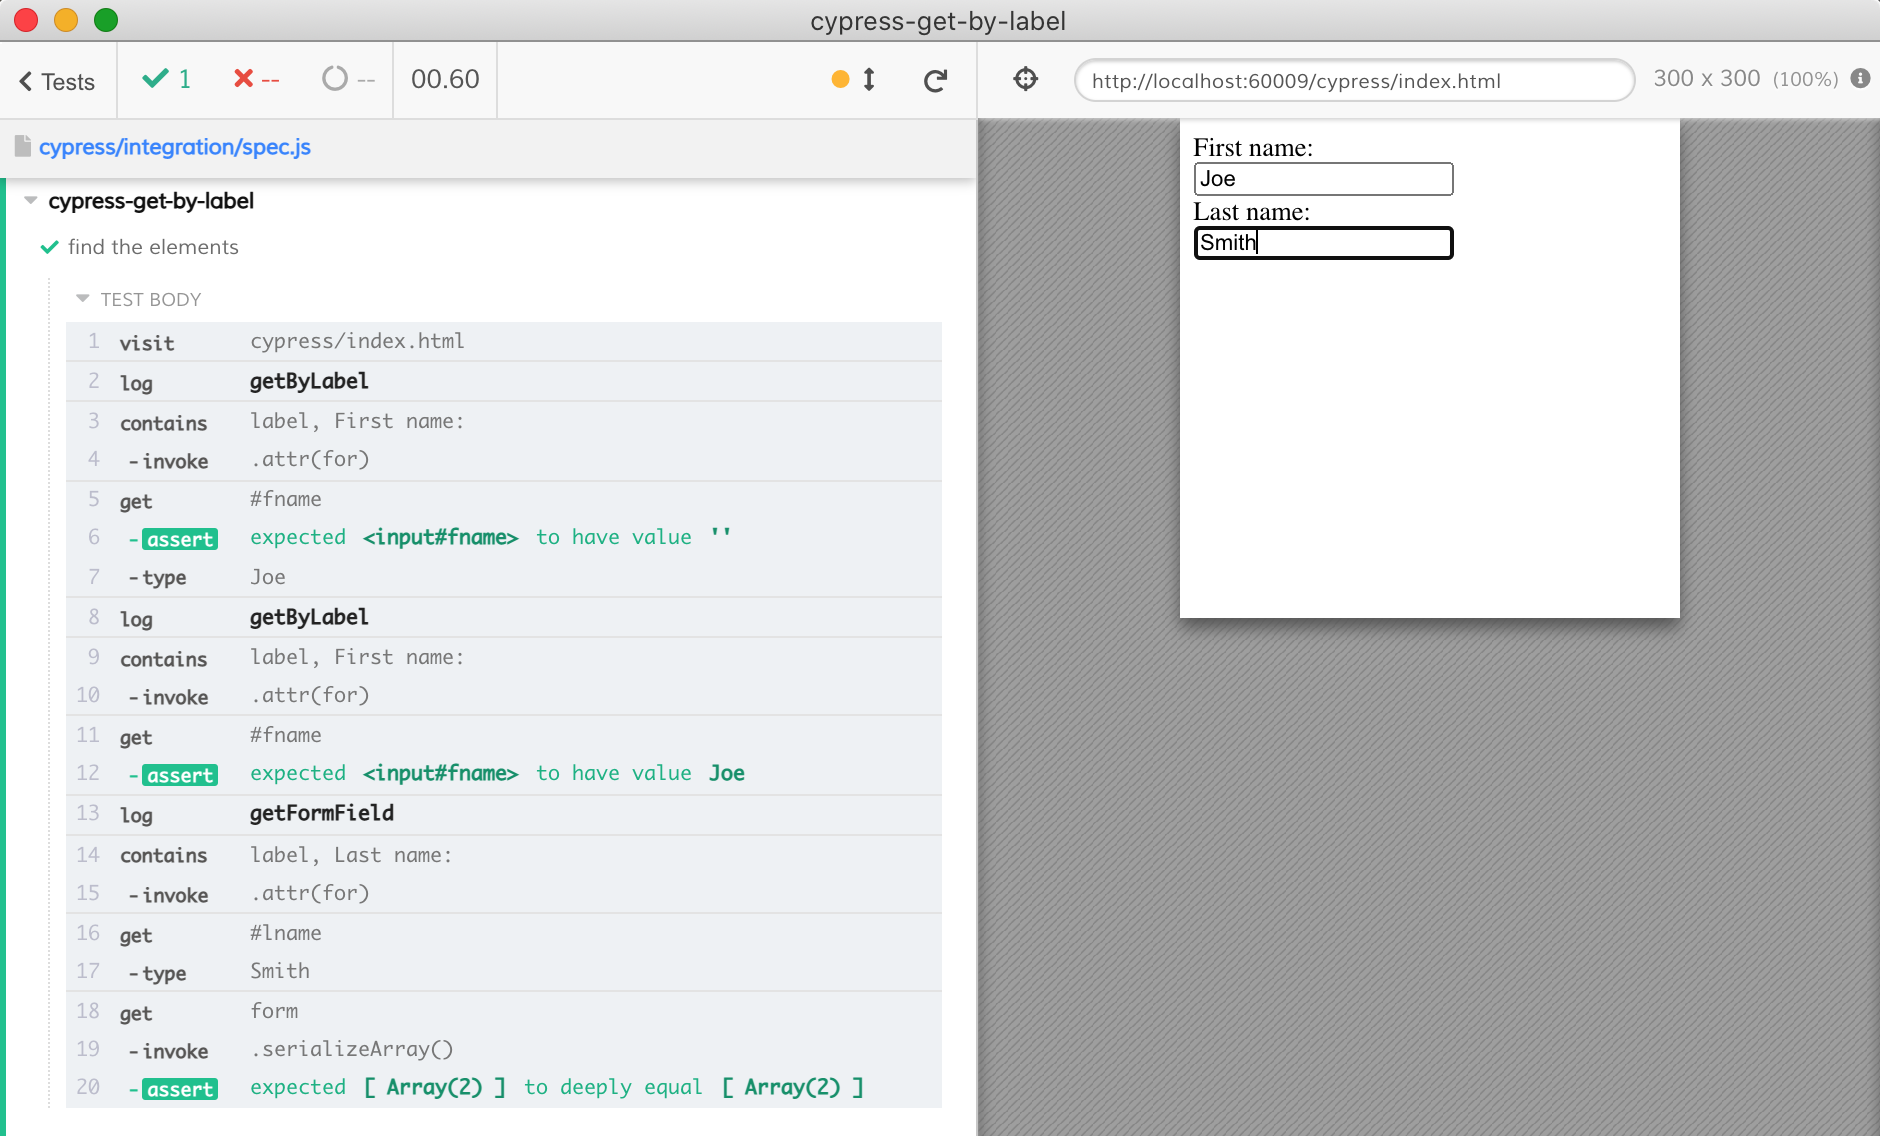 cypress-get-by-label
Tests
1
--
--
00.60
http://localhost:60009/cypress/index.html
300 x 300 (100%)
cypress/integration/spec.js
cypress-get-by-label
find the elements
TEST BODY
1 visit cypress/index.html
2 log getByLabel
3 contains label, First name:
4 -invoke .attr(for)
5 get #fname
6 -assert expected <input#fname> to have value ''
7 -type Joe
8 log getByLabel
9 contains label, First name:
10 -invoke .attr(for)
11 get #fname
12 -assert expected <input#fname> to have value Joe
13 log getFormField
14 contains label, Last name:
15 -invoke .attr(for)
16 get #lname
17 -type Smith
18 get form
19 -invoke .serializeArray()
20 -assert expected [ Array(2) ] to deeply equal [ Array(2) ]
First name:
Joe
Last name:
Smith